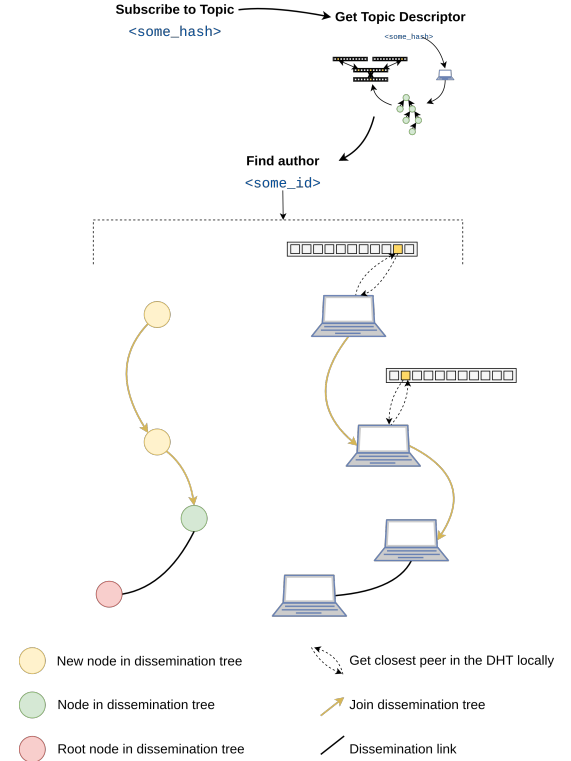 Subscribe to Topic
<some_hash>
Get Topic Descriptor
<some_hash>
Find author
<some_id>
New node in dissemination tree
Get closest peer in the DHT locally
Node in dissemination tree
Join dissemination tree
Root node in dissemination tree
Dissemination link